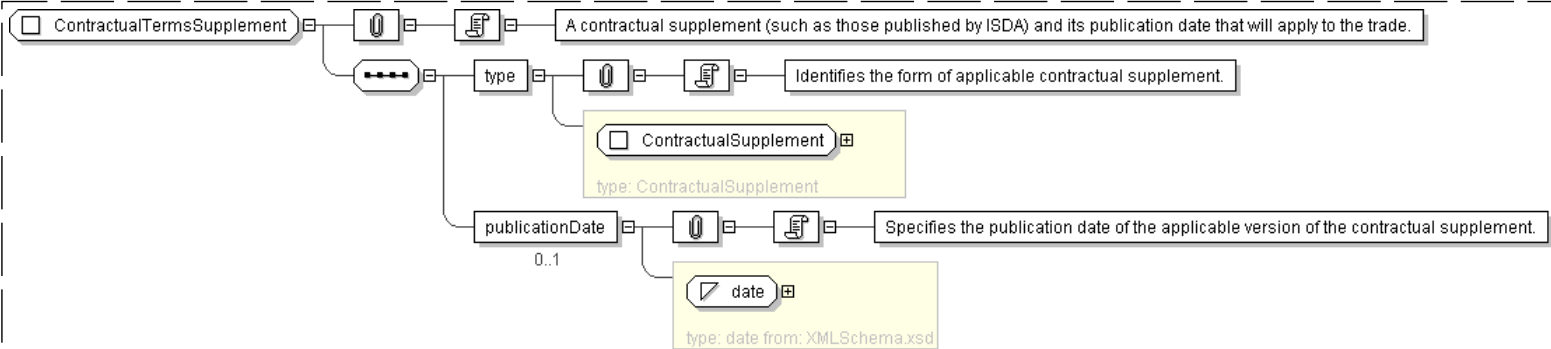 ContractualTermsSupplement
A contractual supplement (such as those published by ISDA) and its publication date that will apply to the trade.
type
Identifies the form of applicable contractual supplement.
ContractualSupplement
type: ContractualSupplement
publicationDate
Specifies the publication date of the applicable version of the contractual supplement.
0..1
date
type: date from: XMLSchema.xsd